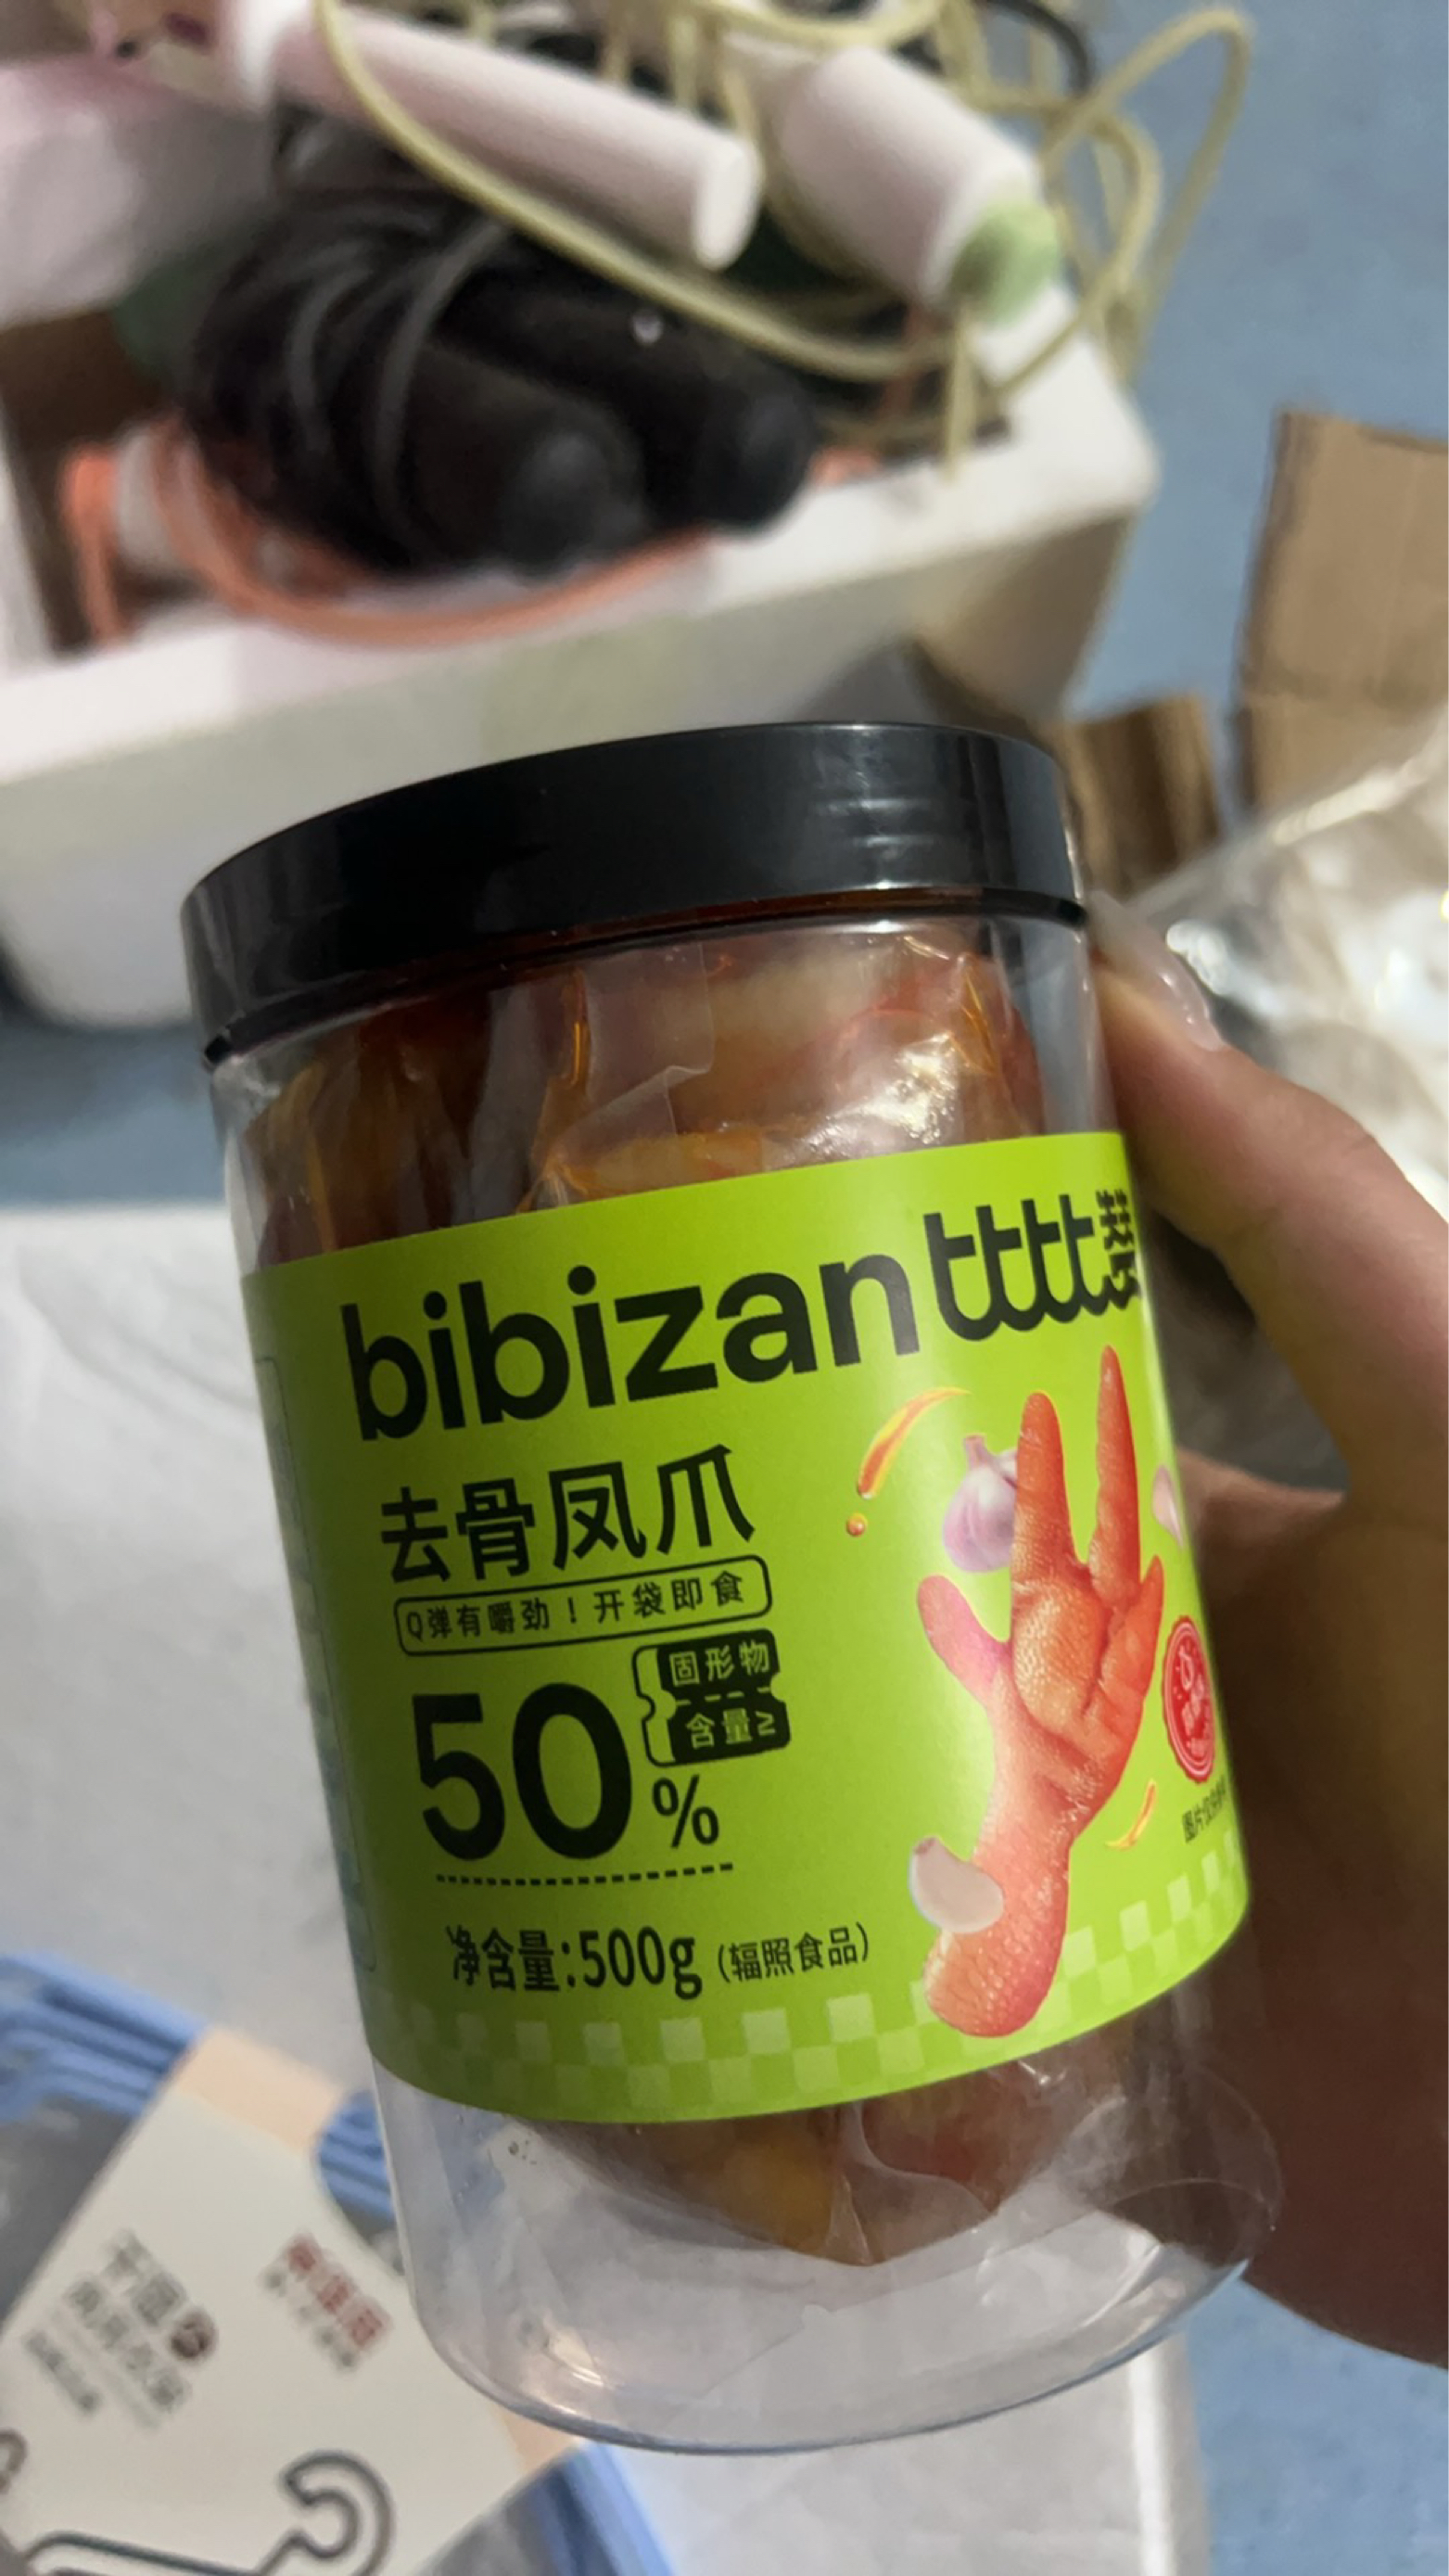 bibizan比比赞
去骨凤爪
Q弹有嚼劲！开袋即食
50%
固形物
含量≥
净含量:500g (辐照食品)